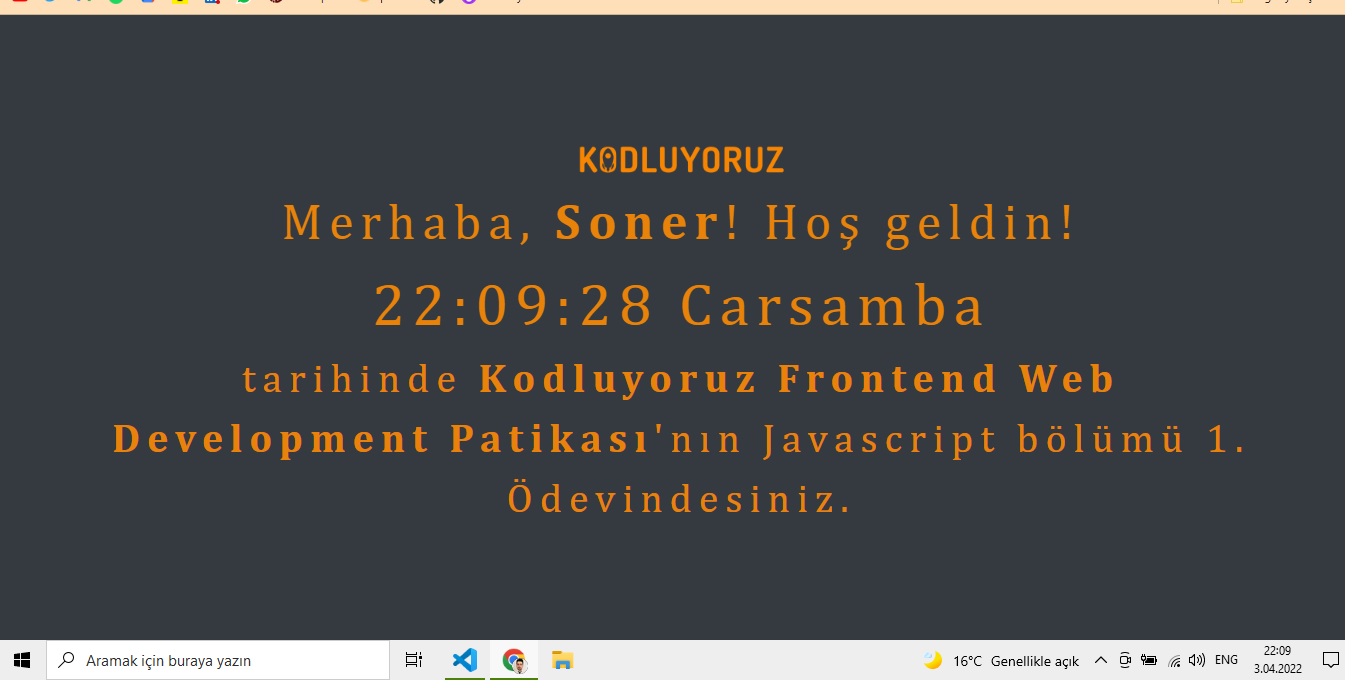 KODLUYORUZ
Merhaba, Soner! Hoş geldin!
22:09:28 Carsamba
tarihinde Kodluyoruz Frontend Web
Development Patikası'nın Javascript bölümü 1.
Ödevindesiniz.
Aramak için buraya yazın
16°C Genellikle açık
ENG
22:09
3.04.2022